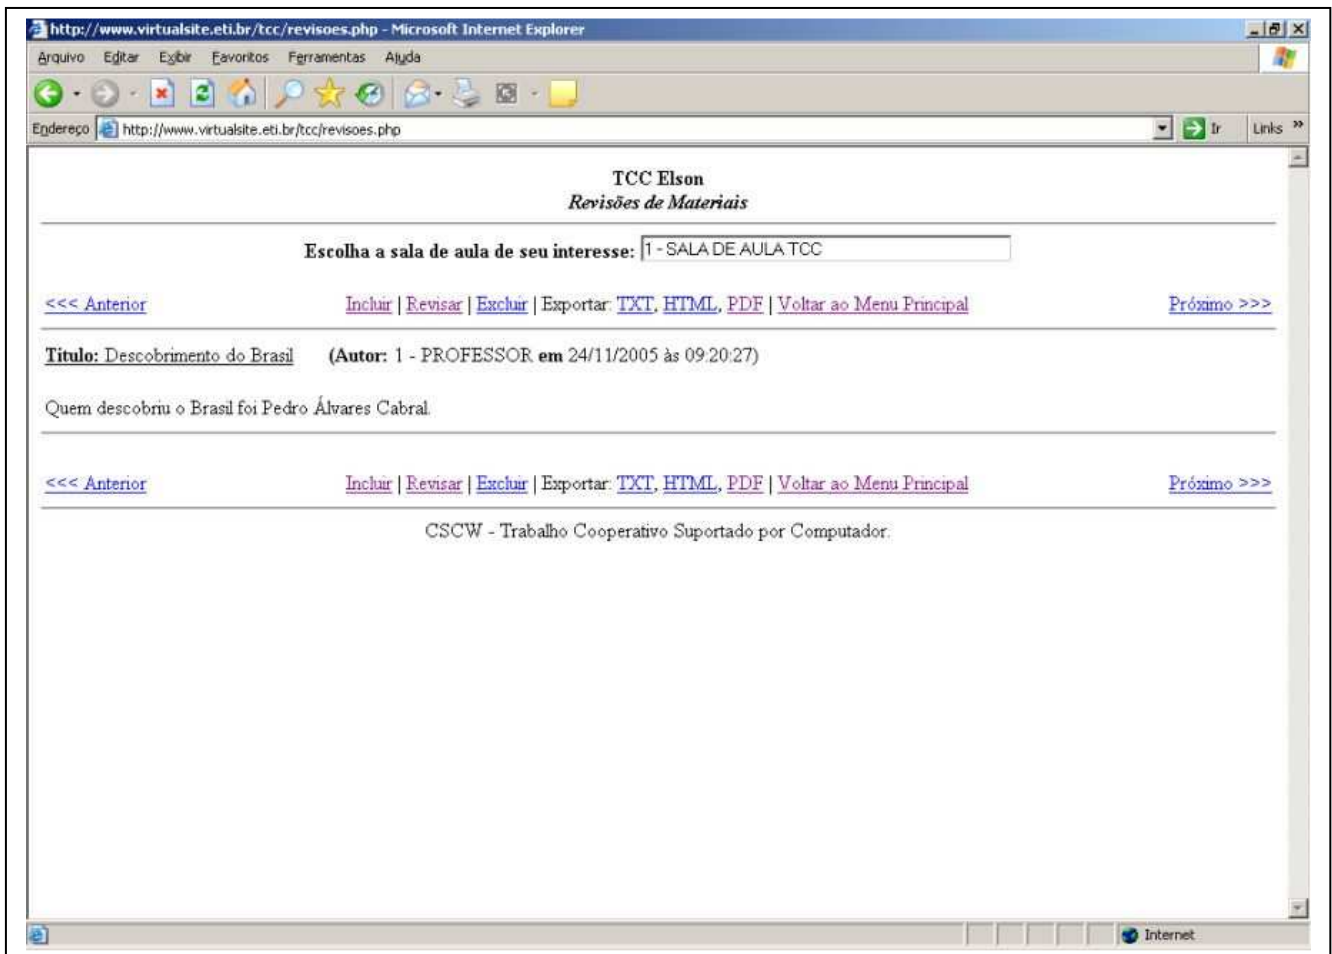 http://www.virtualsite.eti.br/tcc/revisoes.php - Microsoft Internet Explorer
Arquivo Editar Exibir Favoritos Ferramentas Ajuda
Endereço http://www.virtualsite.eti.br/tcc/revisoes.php Ir Links »
TCC Elson
Revisões de Materiais
Escolha a sala de aula de seu interesse: 1 - SALA DE AULA TCC
<<< Anterior Incluir | Revisar | Excluir | Exportar: TXT, HTML, PDF | Voltar ao Menu Principal Próximo >>>
Titulo: Descobrimento do Brasil (Autor: 1 - PROFESSOR em 24/11/2005 às 09:20:27)
Quem descobriu o Brasil foi Pedro Álvares Cabral.
<<< Anterior Incluir | Revisar | Excluir | Exportar: TXT, HTML, PDF | Voltar ao Menu Principal Próximo >>>
CSCW - Trabalho Cooperativo Suportado por Computador.
Internet